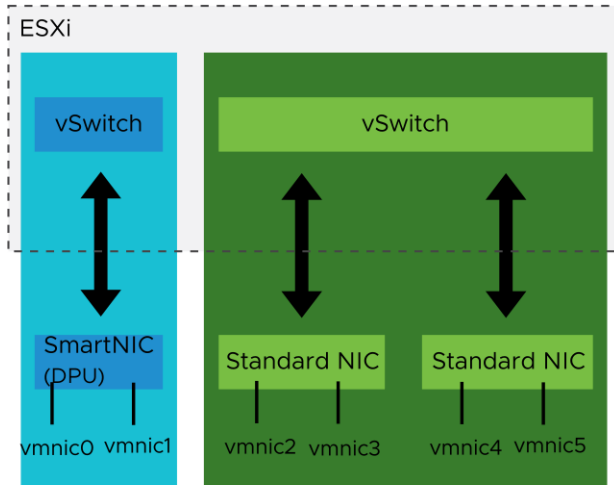 ESXi
vSwitch
vSwitch
SmartNIC
(DPU)
Standard NIC
Standard NIC
vmnic0
vmnic1
vmnic2
vmnic3
vmnic4
vmnic5